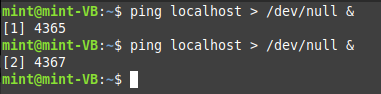 mint@mint-VB:~$ ping localhost > /dev/null &
[1] 4365
mint@mint-VB:~$ ping localhost > /dev/null &
[2] 4367
mint@mint-VB:~$